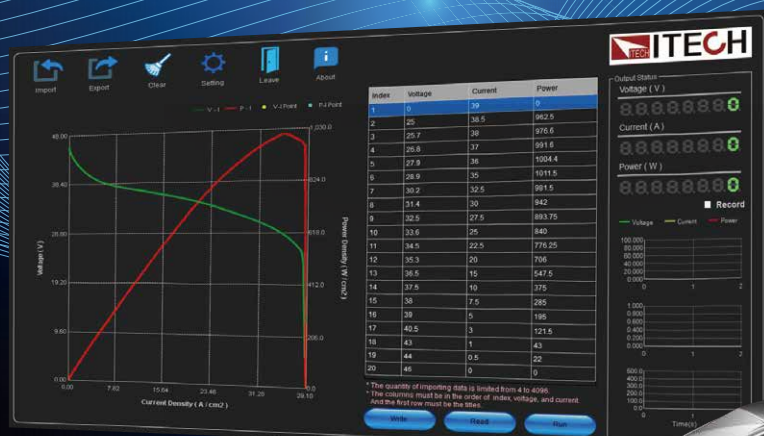 Import Export Clear Setting Leave About
V - I P - I V-I Point P-I Point
48.00
38.40
28.80
19.20
9.60
0.00
Voltage ( V )
0.00 7.82 15.64 23.46 31.28
Current Density ( A / cm2 )
1,030.0
824.0
618.0
412.0
206.0
0.0
Power Density ( W / cm2 )
Index Voltage Current Power
1 0 39 0
2 25 38.5 962.5
3 25.7 38 976.6
4 26.8 37 991.6
5 27.9 36 1004.4
6 28.9 35 1011.5
7 30.2 32.5 981.5
8 31.4 30 942
9 32.5 27.5 893.75
10 33.6 25 840
11 34.5 22.5 776.25
12 35.3 20 706
13 36.5 15 547.5
14 37.5 10 375
15 38 7.5 285
16 39 5 195
17 40.5 3 121.5
18 43 1 43
19 44 0.5 22
20 46 0 0
* The quantity of importing data is limited from 4 to 4096.
* The columns must be in the order of index, voltage, and current.
And the first row must be the titles.
Write Read Run
ITECH ITECH
Output Status
Voltage ( V )
0
Current ( A )
0
Power ( W )
0
Record
Voltage Current Power
100.000
80.000
60.000
40.000
20.000
0.000
0 1 2
1.000
0.800
0.600
0.400
0.200
0.000
0 1 2
500.0
400.0
300.0
200.0
100.0
0.0
0 1 2
Time(s)